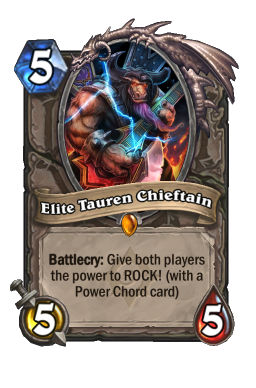 5
Elite Tauren Chieftain
Battlecry: Give both players
the power to ROCK! (with a
Power Chord card)
5
5